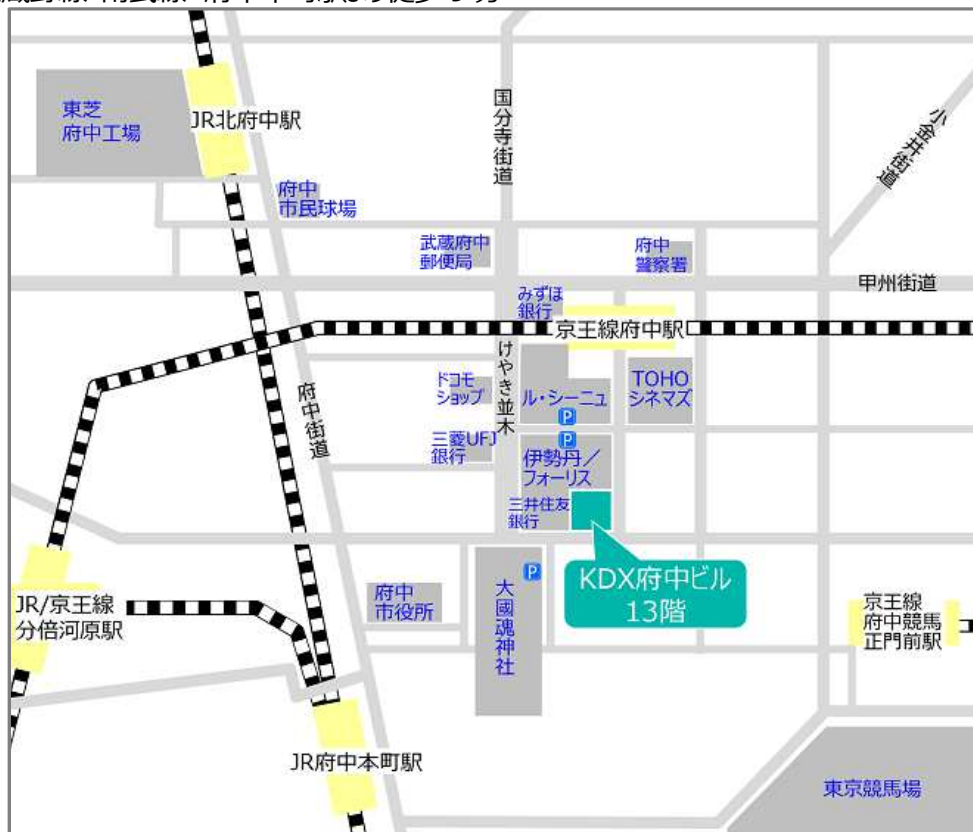 東芝
府中工場
JR北府中駅
国分寺街道
小金井街道
府中
市民球場
武蔵府中
郵便局
府中
警察署
甲州街道
みずほ
銀行
京王線府中駅
けやき並木
府中街道
ドコモ
ショップ
ル・シーニュ
TOHO
シネマズ
P
P
三菱UFJ
銀行
伊勢丹／
フォーリス
三井住友
銀行
KDX府中ビル
13階
P
大國魂神社
府中
市役所
JR/京王線
分倍河原駅
京王線
府中競馬
正門前駅
JR府中本町駅
東京競馬場